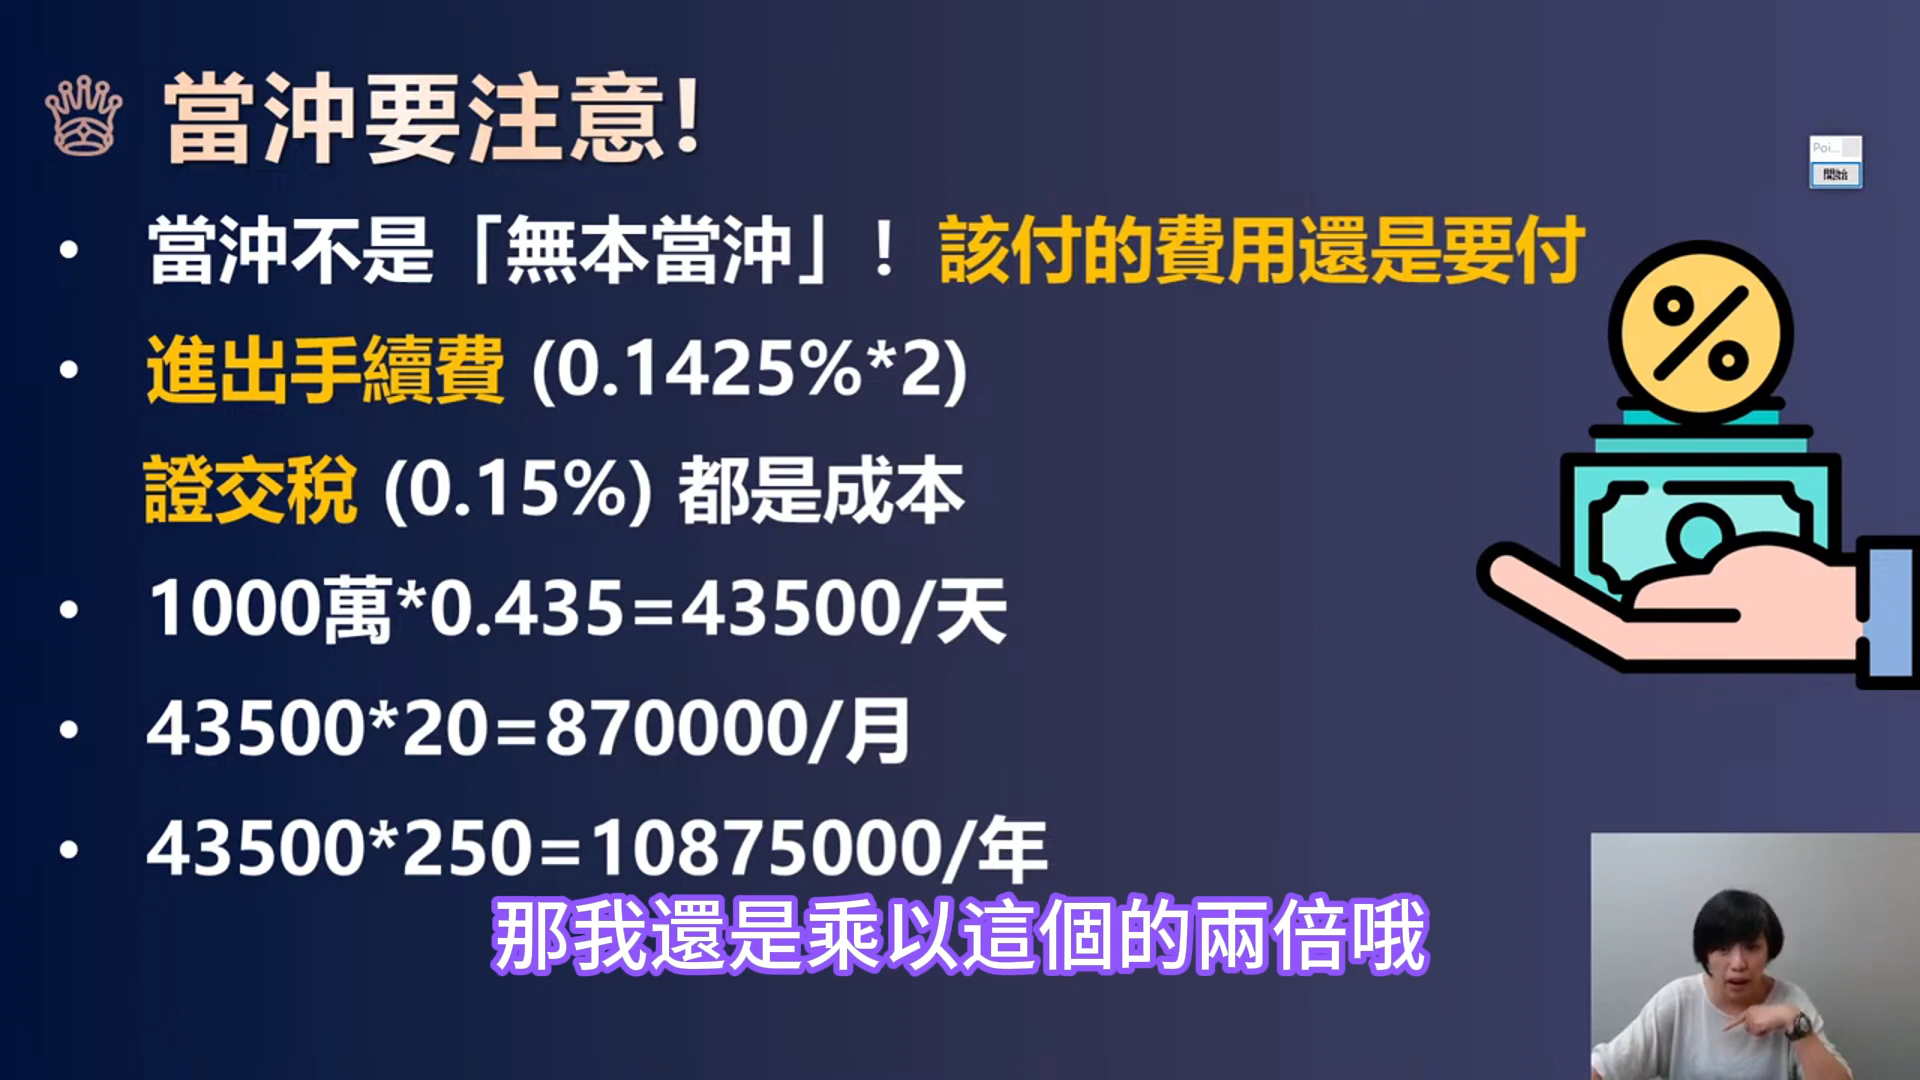 當沖要注意!
Poi...
• 當沖不是「無本當沖」！該付的費用還是要付
• 進出手續費 (0.1425%*2)
證交稅 (0.15%) 都是成本
• 1000萬*0.435=43500/天
• 43500*20=870000/月
• 43500*250=10875000/年
那我還是乘以這個的兩倍哦